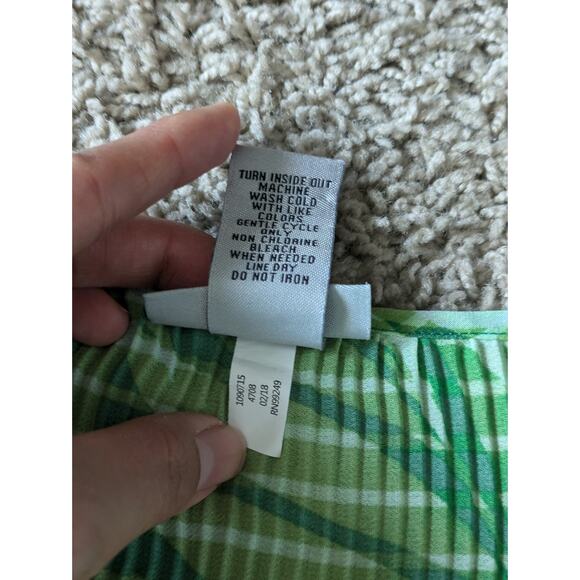 TURN INSIDE OUT
MACHINE
WASH COLD
WITH LIKE
COLORS
GENTLE CYCLE
ONLY
NON CHLORINE
BLEACH
WHEN NEEDED
LINE DRY
DO NOT IRON
RN99249
02/18
4708
1090715